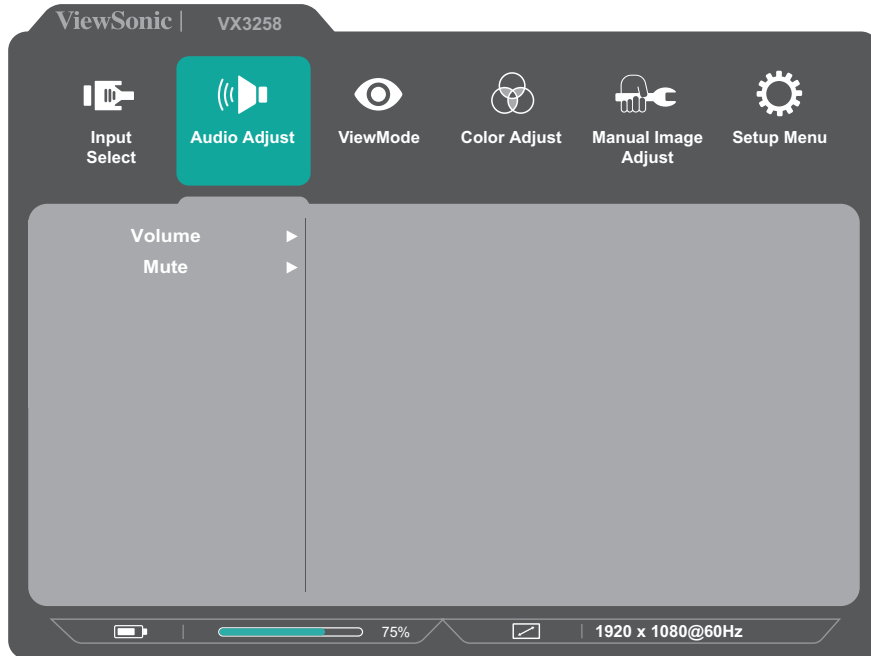 ViewSonic | VX3258
Input
Select
Audio Adjust
ViewMode
Color Adjust
Manual Image
Adjust
Setup Menu
Volume
Mute
75%
1920 x 1080@60Hz